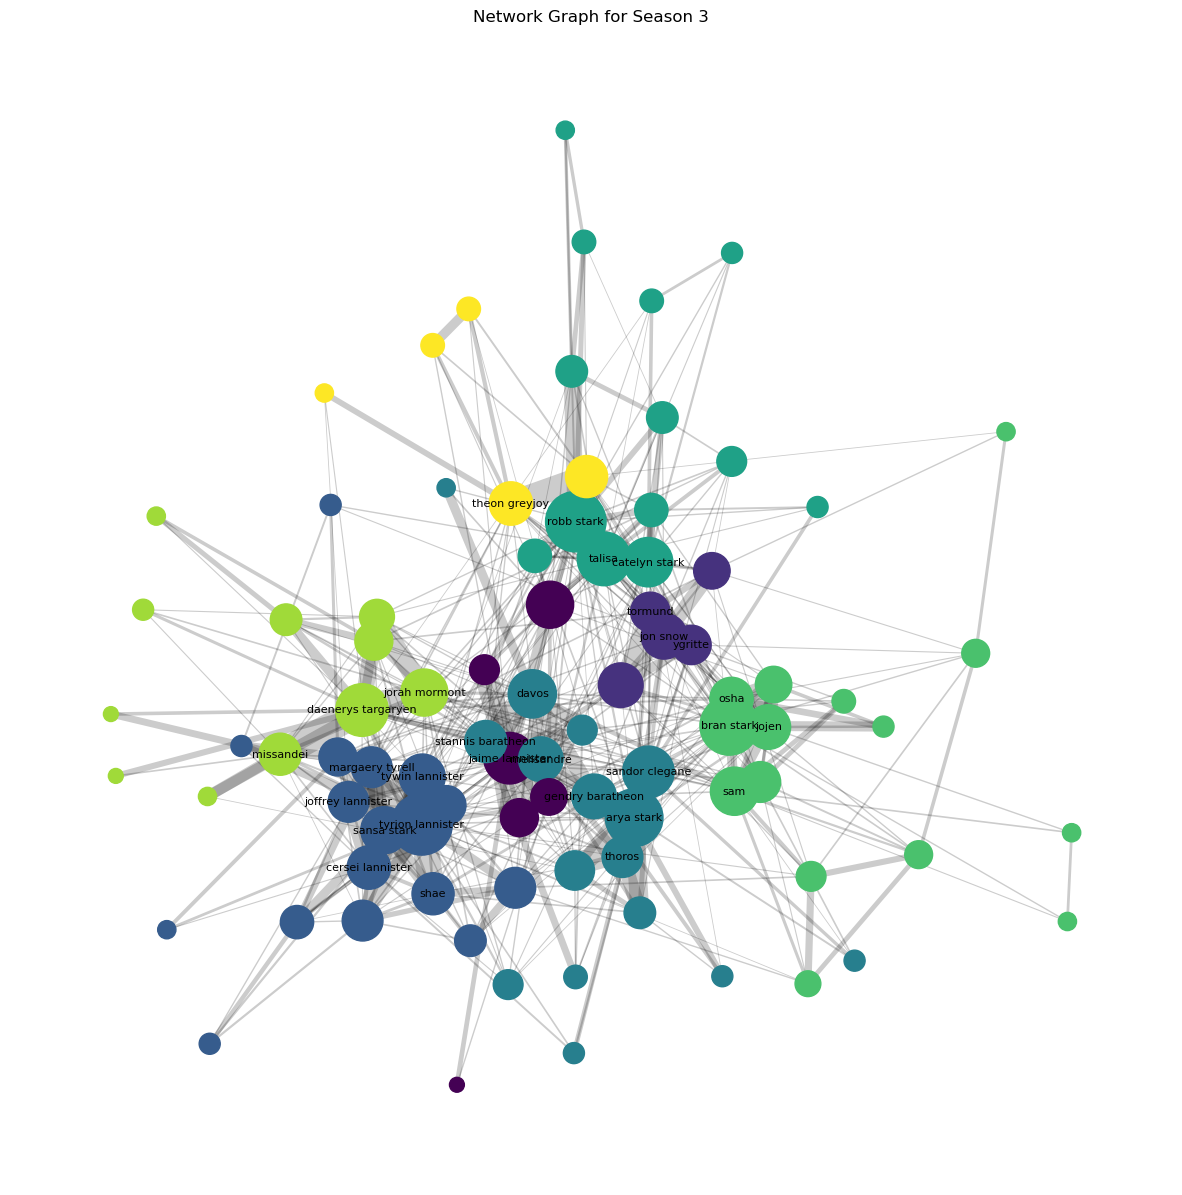 Network Graph for Season 3
theon greyjoy
robb stark
talisa
catelyn stark
tormund
jon snow
ygritte
jorah mormont
davos
osha
daenerys targaryen
bran stark
jojen
stannis baratheon
missandei
jaime lannister
melisandre
margaery tyrell
tywin lannister
sandor clegane
sam
gendry baratheon
joffrey lannister
arya stark
tyrion lannister
sansa stark
thoros
cersei lannister
shae